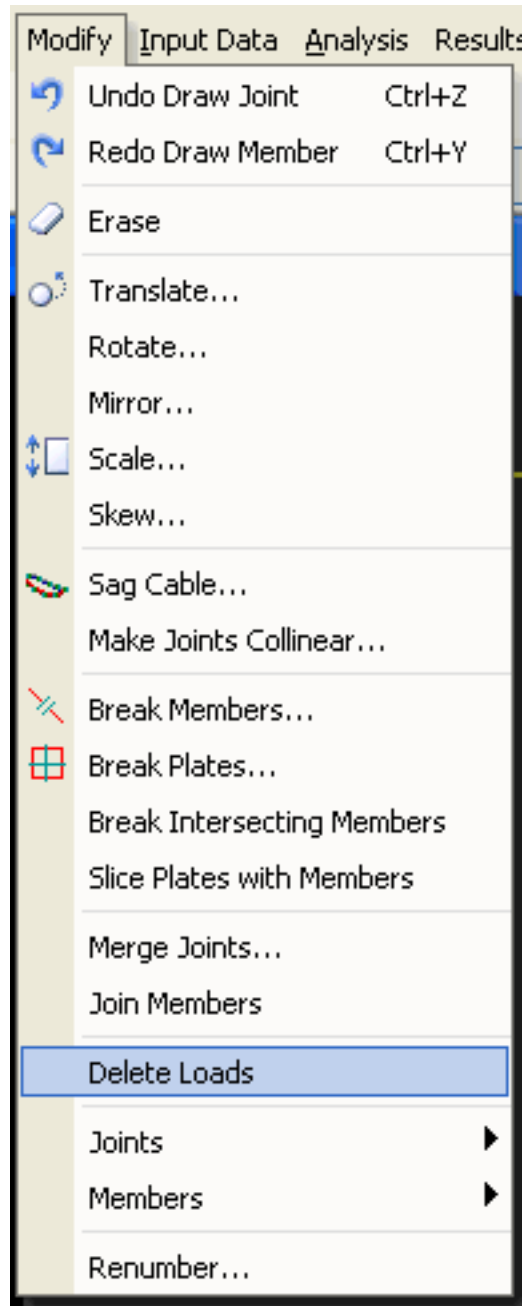 Modify Input Data Analysis Results
Undo Draw Joint Ctrl+Z
Redo Draw Member Ctrl+Y
Erase
Translate...
Rotate...
Mirror...
Scale...
Skew...
Sag Cable...
Make Joints Collinear...
Break Members...
Break Plates...
Break Intersecting Members
Slice Plates with Members
Merge Joints...
Join Members
Delete Loads
Joints
Members
Renumber...